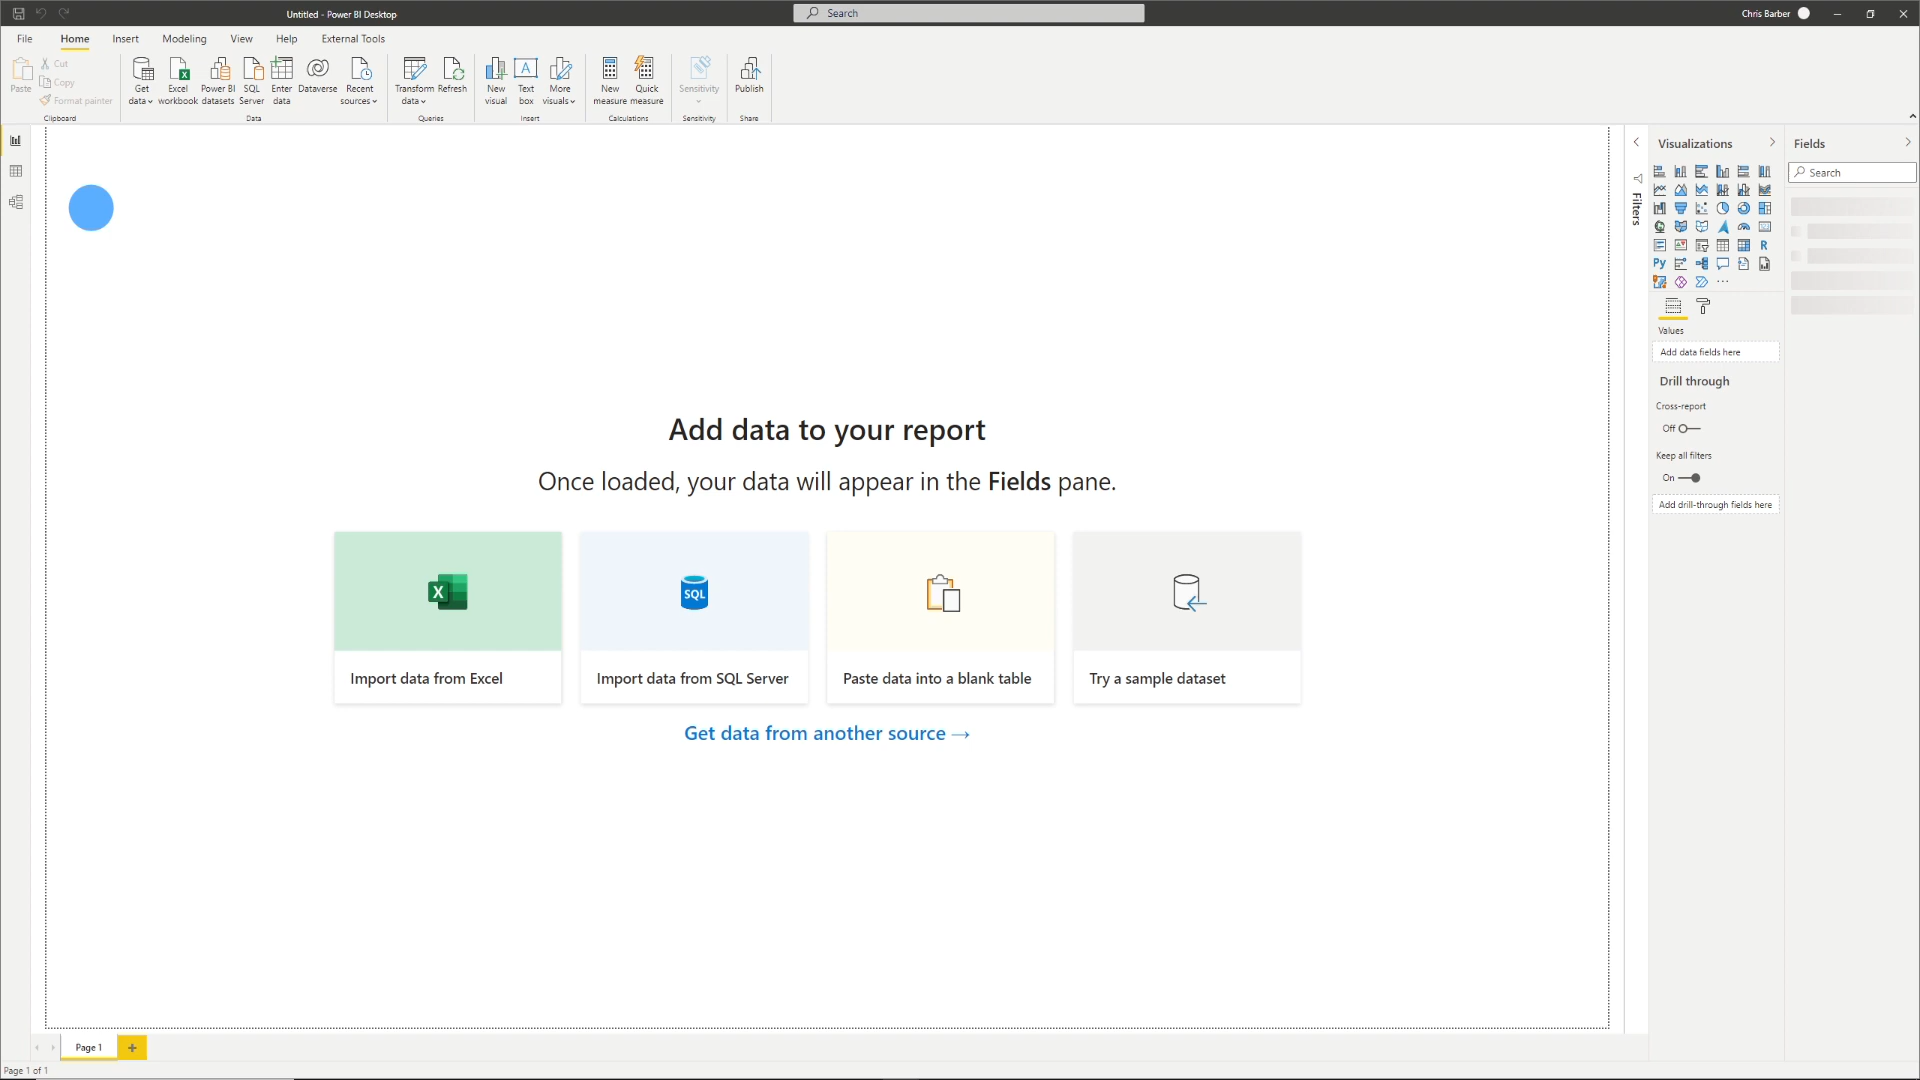 Untitled - Power BI Desktop
Search
Chris Barber
File Home Insert Modeling View Help External Tools
Paste
Cut
Copy
Format painter
Clipboard
Get data
Excel workbook
Power BI datasets
SQL Server
Enter data
Dataverse
Recent sources
Data
Transform data
Refresh
Queries
New visual
Text box
More visuals
Insert
New measure
Quick measure
Calculations
Sensitivity
Sensitivity
Publish
Share
Add data to your report
Once loaded, your data will appear in the Fields pane.
X
SQL
Import data from Excel
Import data from SQL Server
Paste data into a blank table
Try a sample dataset
Get data from another source →
Filters
Visualizations
R
Py
Values
Add data fields here
Drill through
Cross-report
Off
Keep all filters
On
Add drill-through fields here
Fields
Search
Page 1
Page 1 of 1